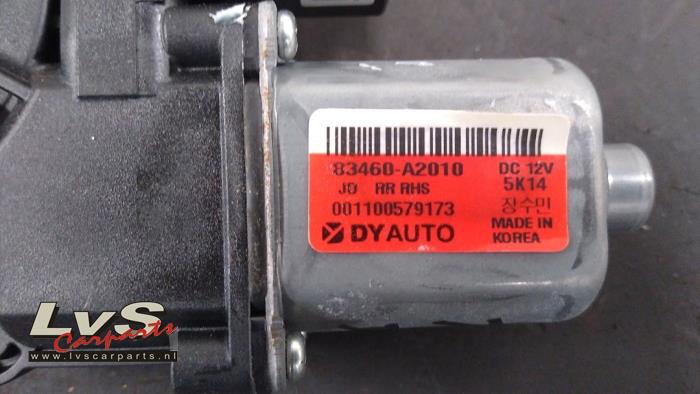 83460-A2010 DC 12V
JD RR RHS 5K14
001100579173 장수민
DYAUTO MADE IN
KOREA
LvS
Carparts
www.lvscarparts.nl